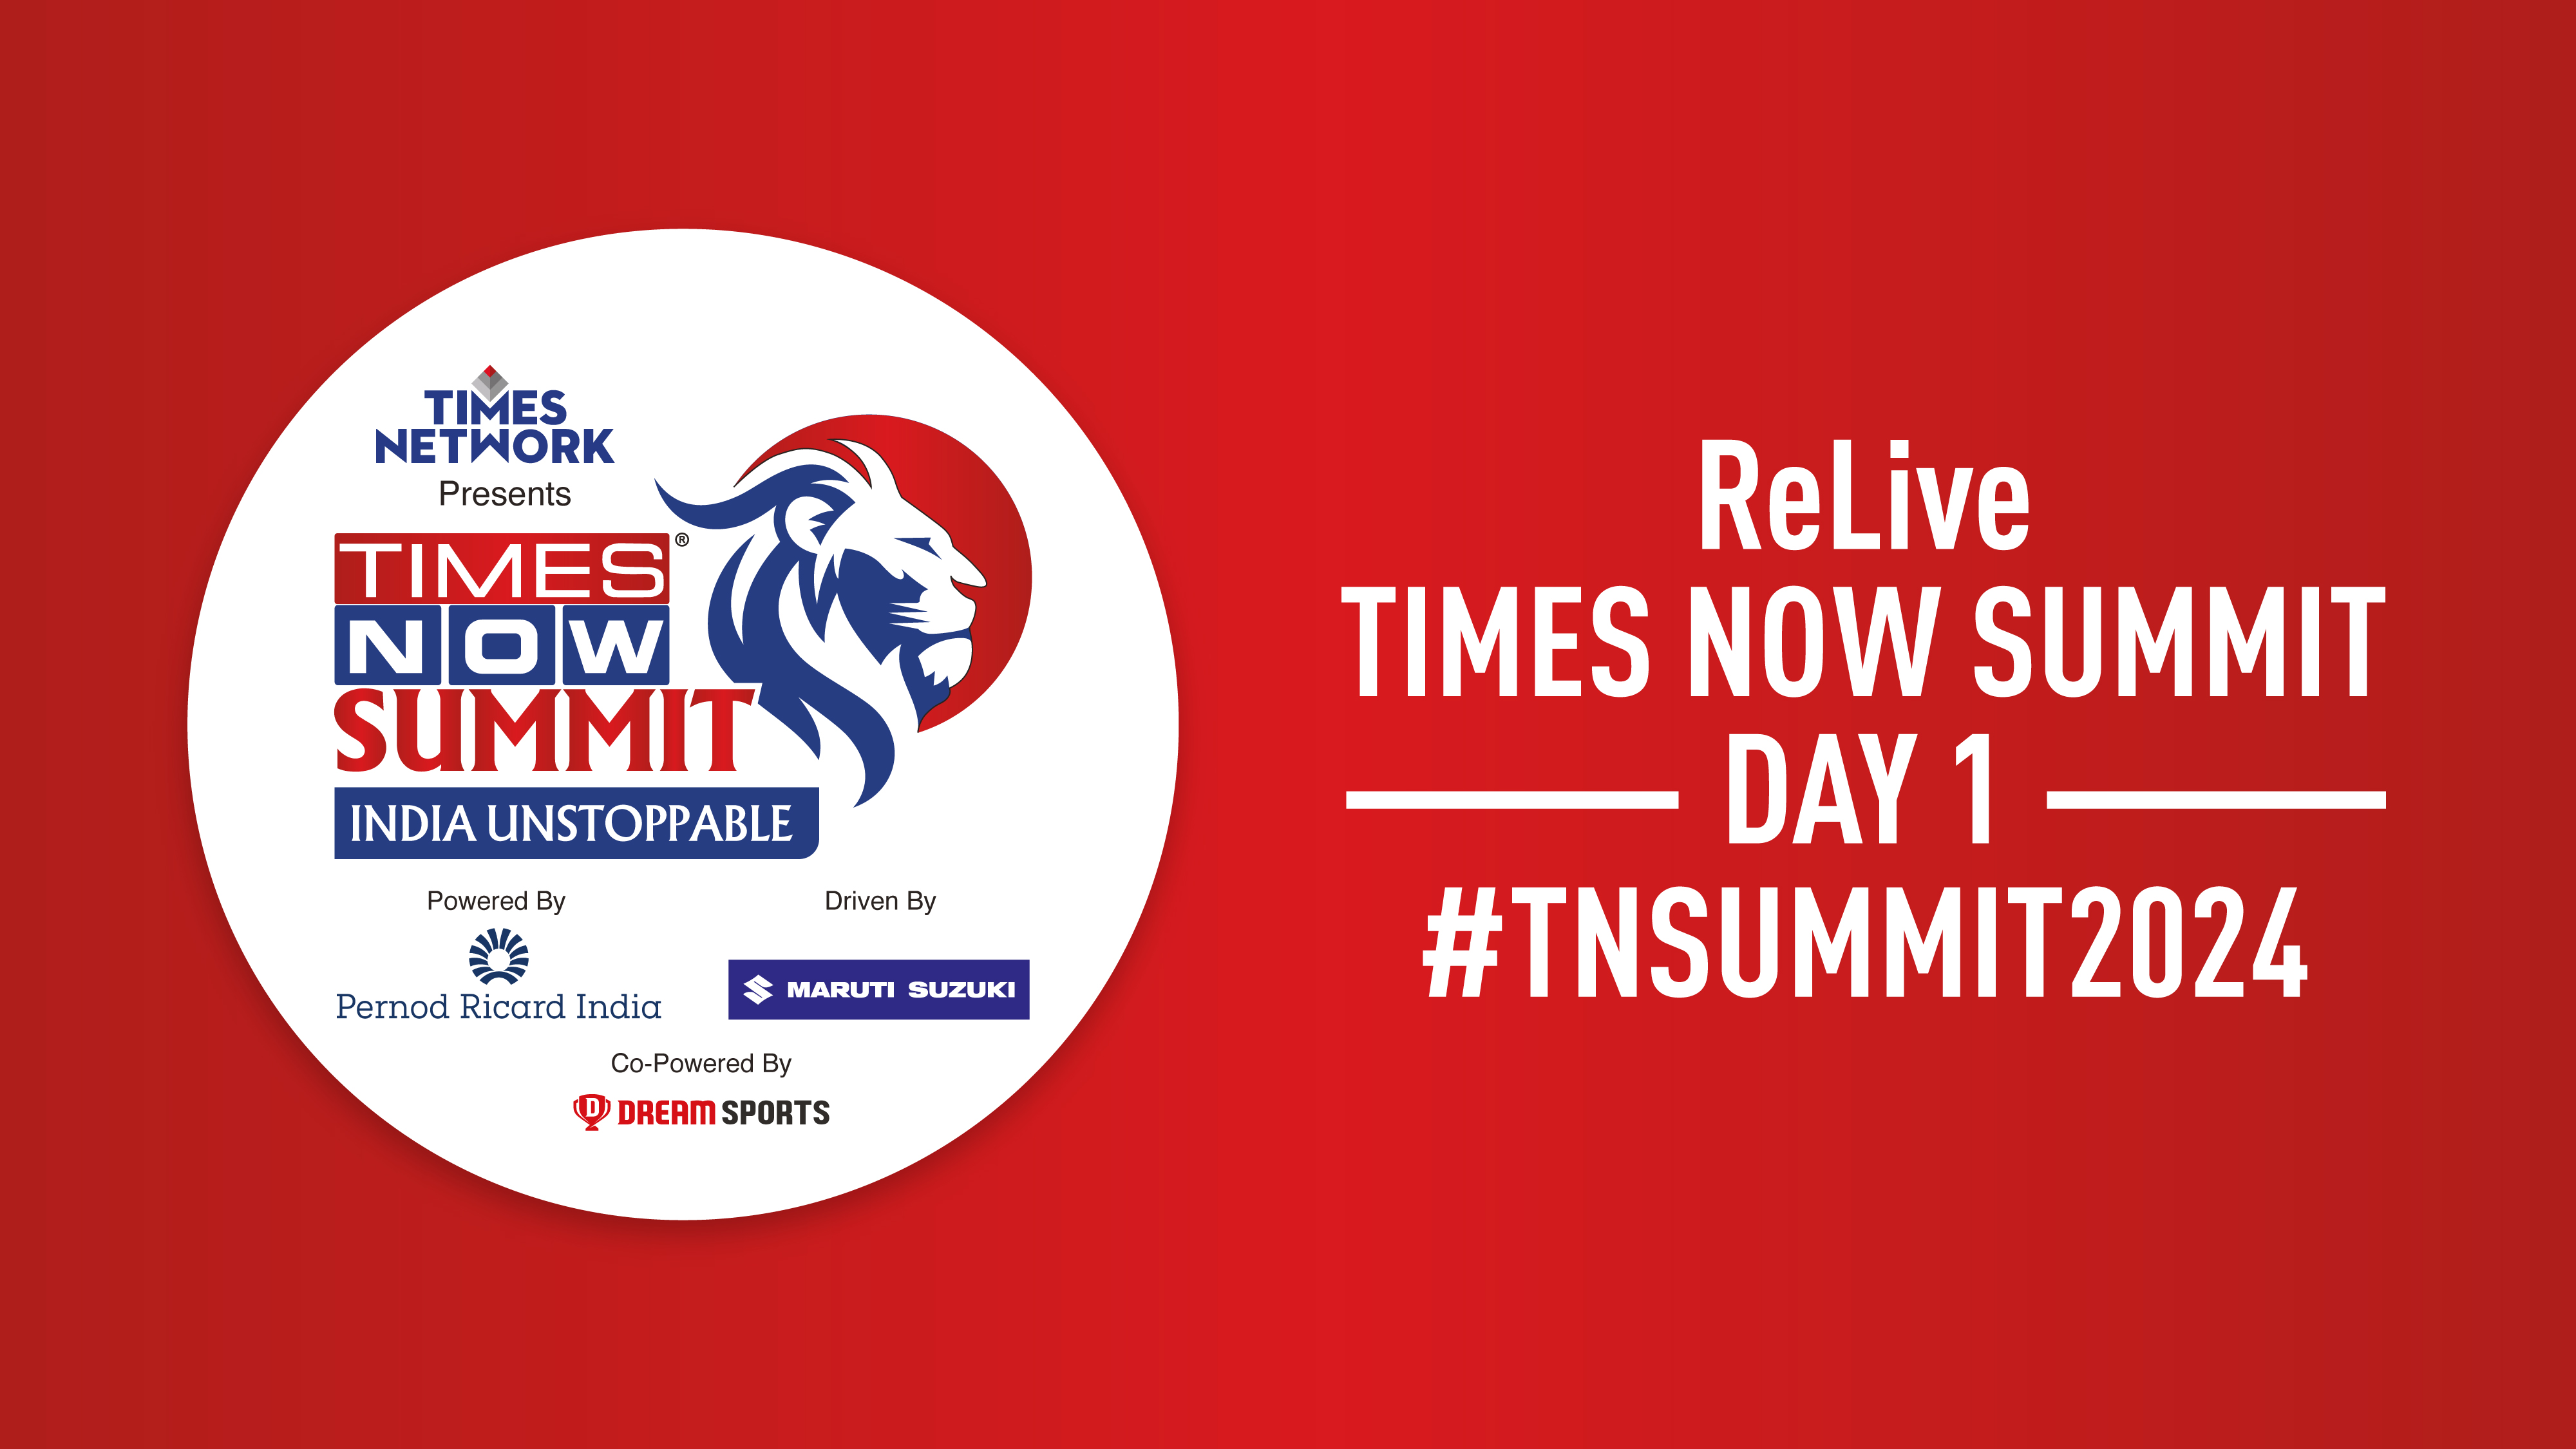 TIMES
NETWORK
Presents
TIMES®
NOW
SUMMIT
INDIA UNSTOPPABLE
Powered By
Pernod Ricard India
Driven By
MARUTI SUZUKI
Co-Powered By
D DREAM SPORTS
ReLive
TIMES NOW SUMMIT
DAY 1
#TNSUMMIT2024